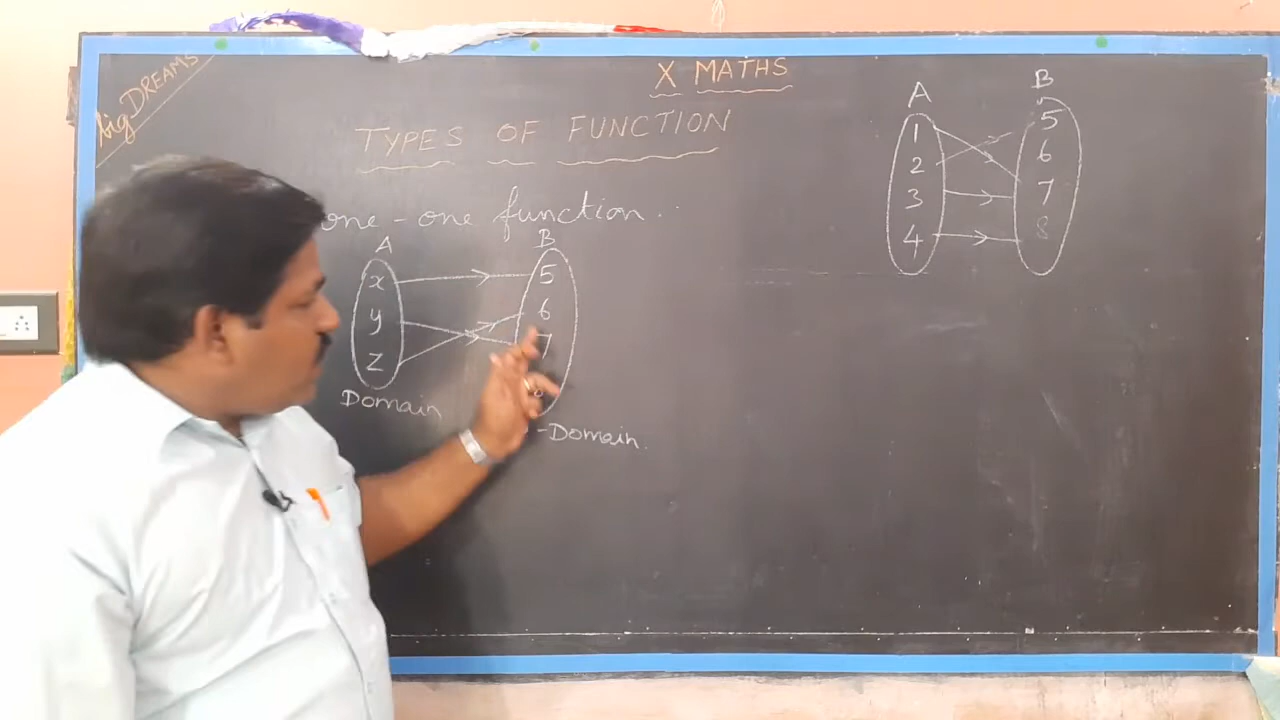 big DREAMS
X MATHS
TYPES OF FUNCTION
one - one function.
A B
x 5
y 6
z 7
Domain
-Domain.
A B
1 5
2 6
3 7
4 8